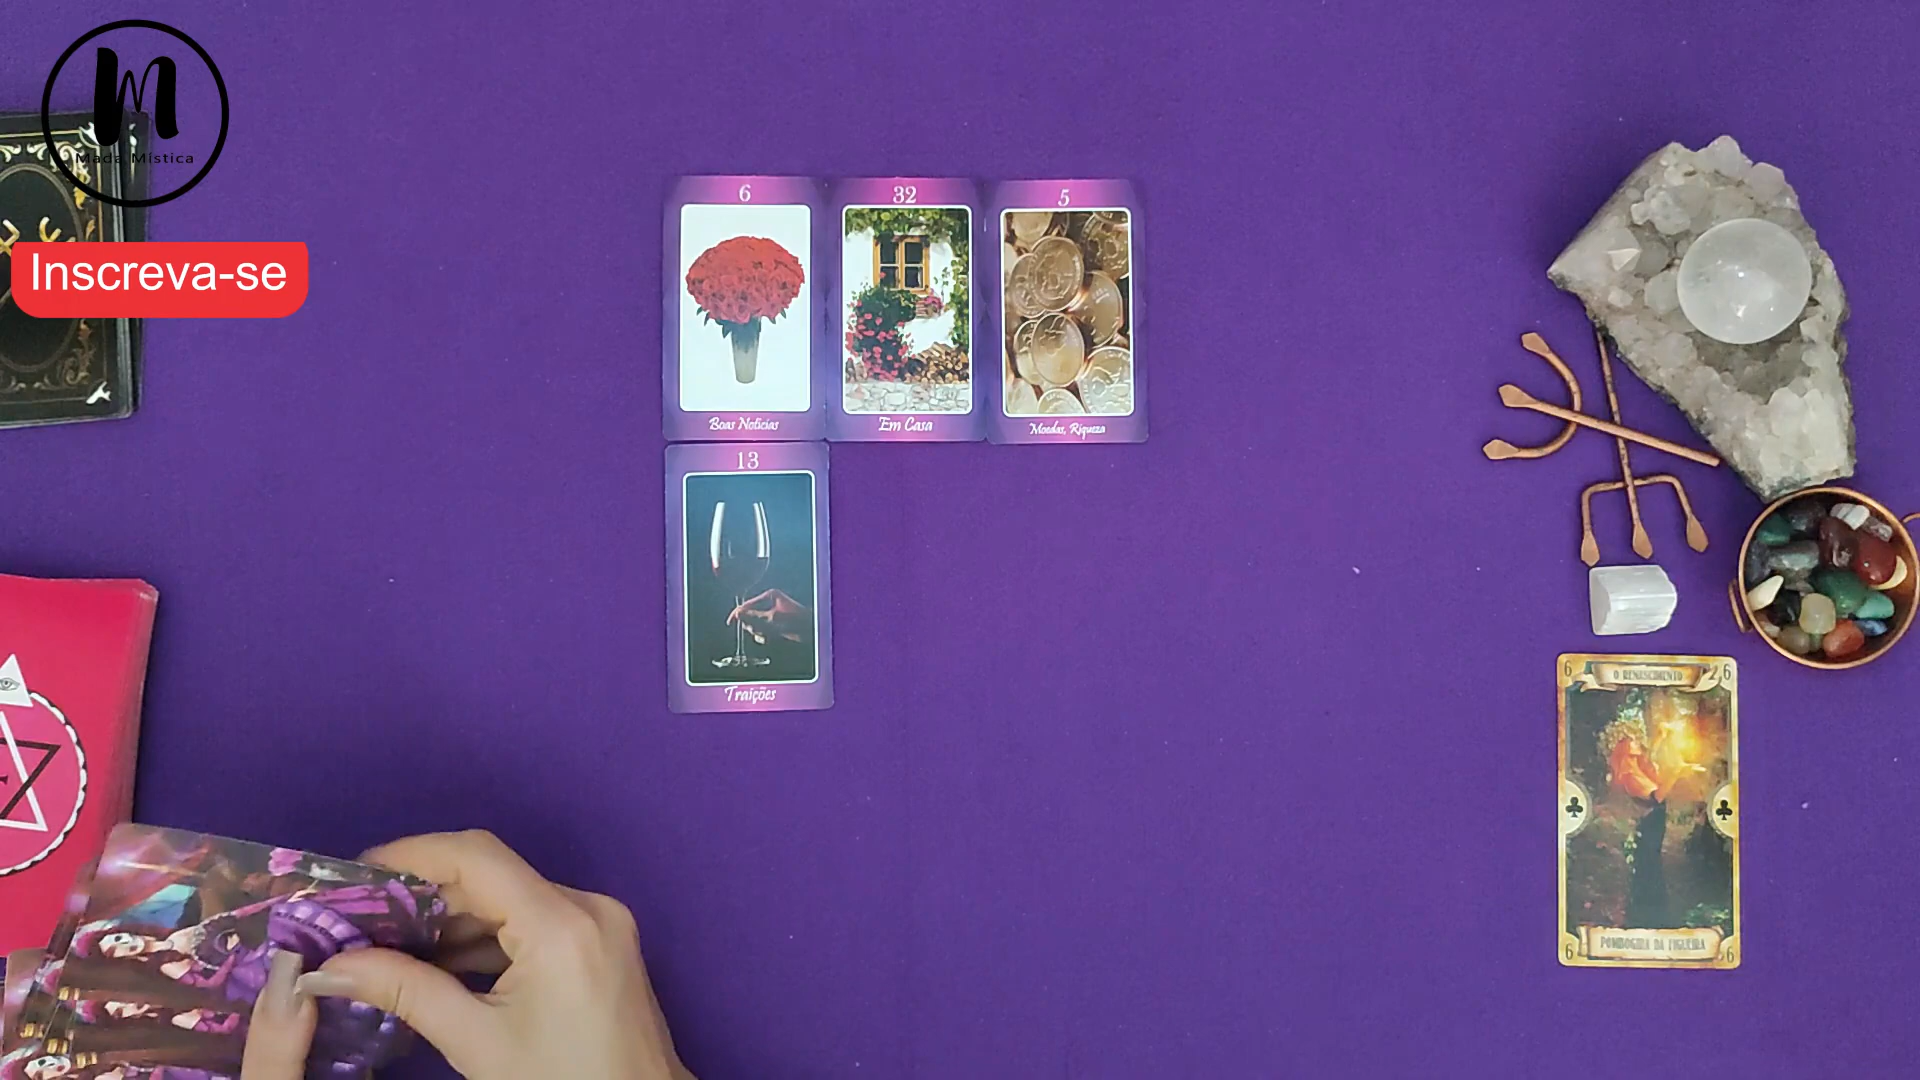 Mada Mística
Inscreva-se
6
Boas Notícias
32
Em Casa
5
Moedas, Riqueza
13
Traições
6
O RENASCIMENTO
26
POMBOGIRA DA FIGUEIRA
6
6